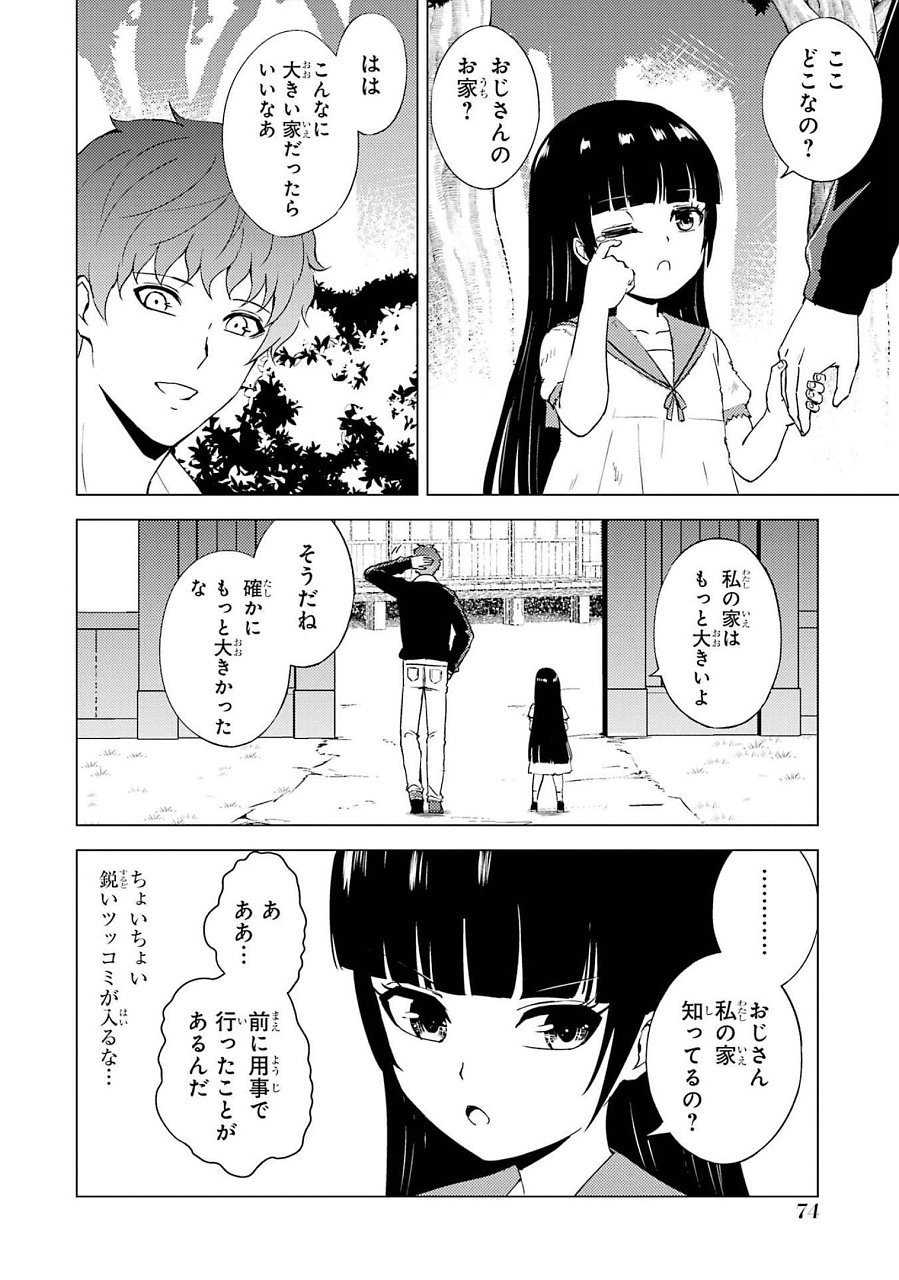 ここ
どこなの?
おじさんの
お家?
はは
こんなに
大きい家だったら
いいなあ
私の家は
もっと大きいよ
そうだね
確かに
もっと大きかった
な
………
おじさん
私の家
知ってるの?
あ
ああ…
前に用事で
行ったことが
あるんだ
ちょいちょい
鋭いツッコミが入るな…
74